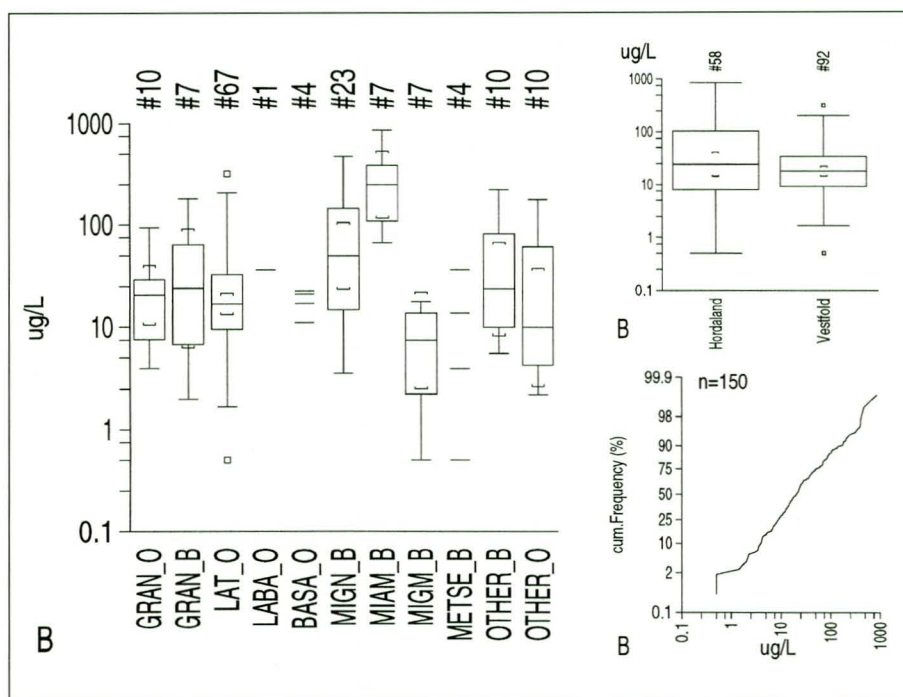 #10 #7 #67 #1 #4 #23 #7 #7 #4 #10 #10
ug/L
1000
100
10
1
0.1
GRAN_O GRAN_B LAT_O LABA_O BASA_O MIGN_B MIAM_B MIGM_B METSE_B OTHER_B OTHER_O
B
ug/L
#58 #92
1000
100
10
1
0.1
Hordaland Vestfold
B
n=150
cum.Frequency (%)
99.9
98
90
75
50
25
10
2
0.1
0.1 1 10 100 1000
ug/L
B